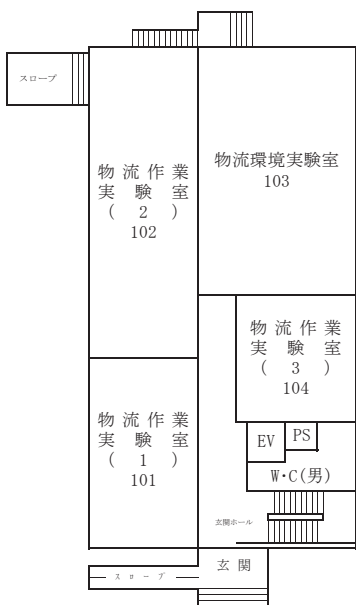 スロープ
物流環境実験室
103
物流作業
実験室
(2)
102
物流作業
実験室
(3)
104
物流作業
実験室
(1)
101
EV
PS
W・C(男)
玄関ホール
玄関
スロープ